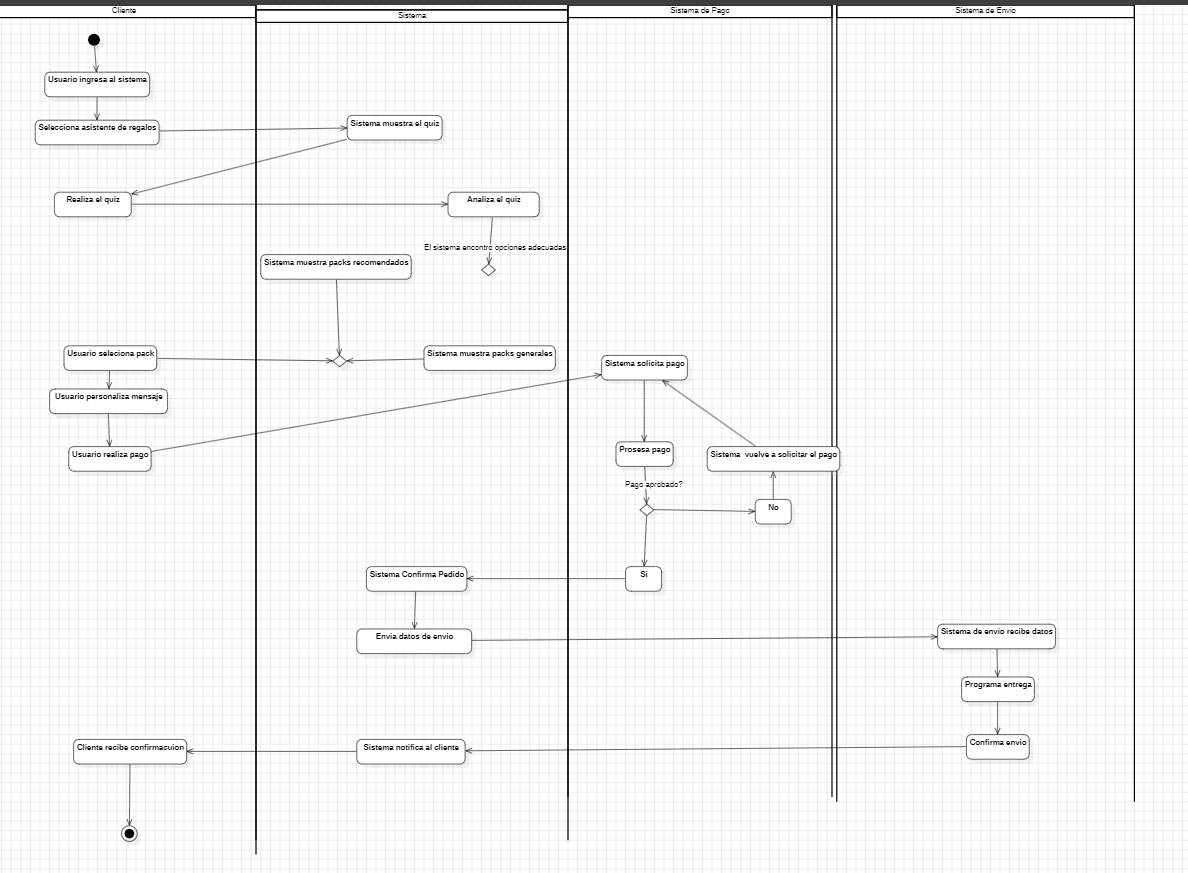 Cliente
Sistema
Sistema de Pago
Sistema de Envio
Usuario ingresa al sistema
Selecciona asistente de regalos
Sistema muestra el quiz
Realiza el quiz
Analiza el quiz
El sistema encontro opciones adecuadas
Sistema muestra packs recomendados
Usuario seleciona pack
Sistema muestra packs generales
Sistema solicita pago
Usuario personaliza mensaje
Usuario realiza pago
Prosesa pago
Sistema vuelve a solicitar el pago
Pago aprobado?
No
Si
Sistema Confirma Pedido
Envia datos de envio
Sistema de envio recibe datos
Programa entrega
Confirma envio
Sistema notifica al cliente
Cliente recibe confirmacuion